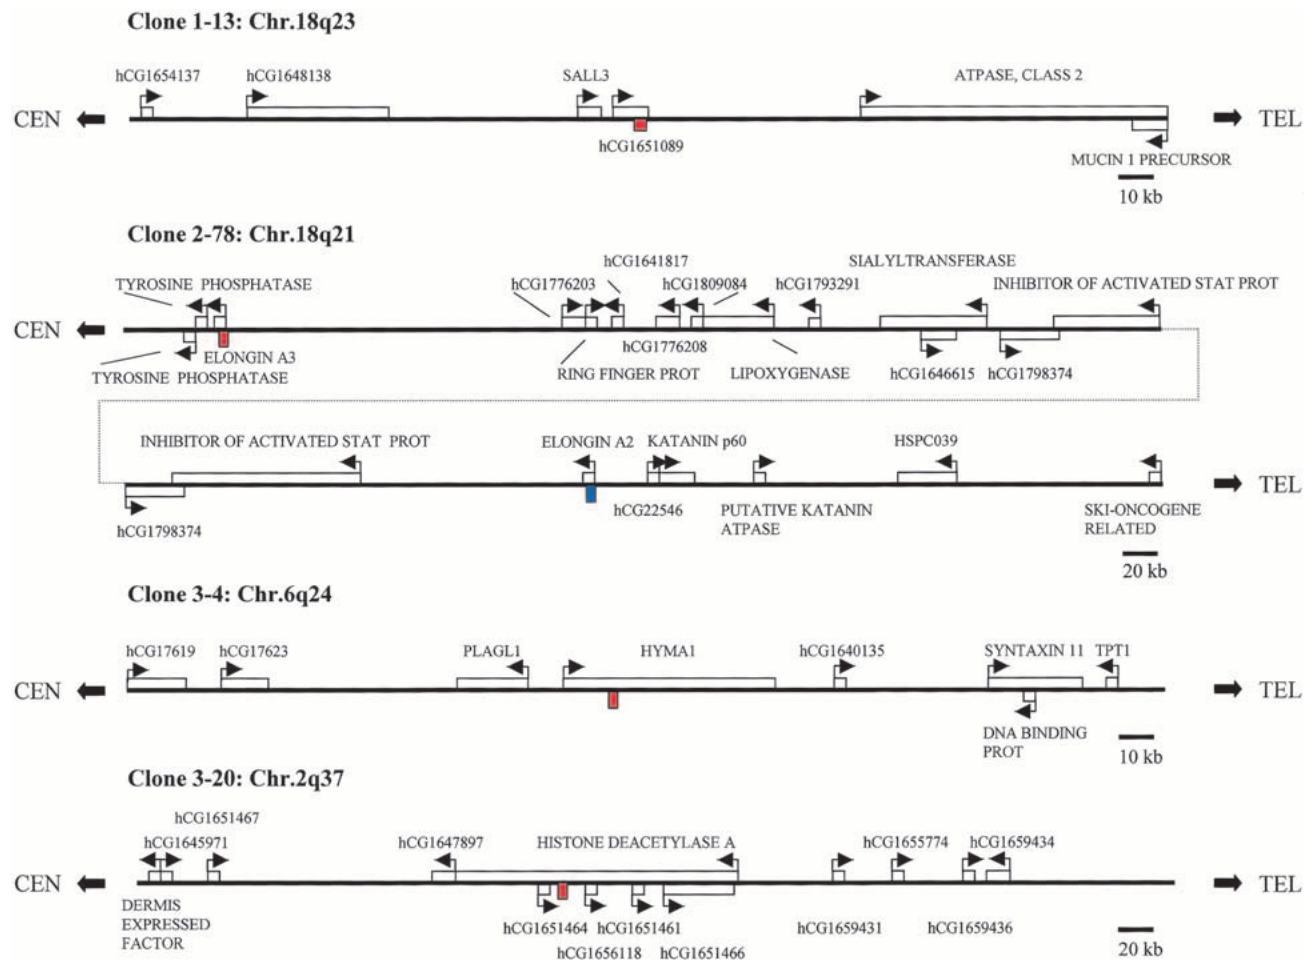 Clone 1-13: Chr.18q23
hCG1654137 hCG1648138 SALL3 ATPASE, CLASS 2
CEN TEL
hCG1651089 MUCIN 1 PRECURSOR
10 kb
Clone 2-78: Chr.18q21
hCG1641817 SIALYLTRANSFERASE
TYROSINE PHOSPHATASE hCG1776203 hCG1809084 hCG1793291 INHIBITOR OF ACTIVATED STAT PROT
CEN
ELONGIN A3 hCG1776208
TYROSINE PHOSPHATASE RING FINGER PROT LIPOXYGENASE hCG1646615 hCG1798374
INHIBITOR OF ACTIVATED STAT PROT ELONGIN A2 KATANIN p60 HSPC039
TEL
hCG1798374 hCG22546 PUTATIVE KATANIN SKI-ONCOGENE
ATPASE RELATED
20 kb
Clone 3-4: Chr.6q24
hCG17619 hCG17623 PLAGL1 HYMA1 hCG1640135 SYNTAXIN 11 TPT1
CEN TEL
DNA BINDING
PROT
10 kb
Clone 3-20: Chr.2q37
hCG1651467
hCG1645971 hCG1647897 HISTONE DEACETYLASE A hCG1655774 hCG1659434
CEN TEL
DERMIS
EXPRESSED hCG1651464 hCG1651461 hCG1659431 hCG1659436
FACTOR hCG1656118 hCG1651466
20 kb